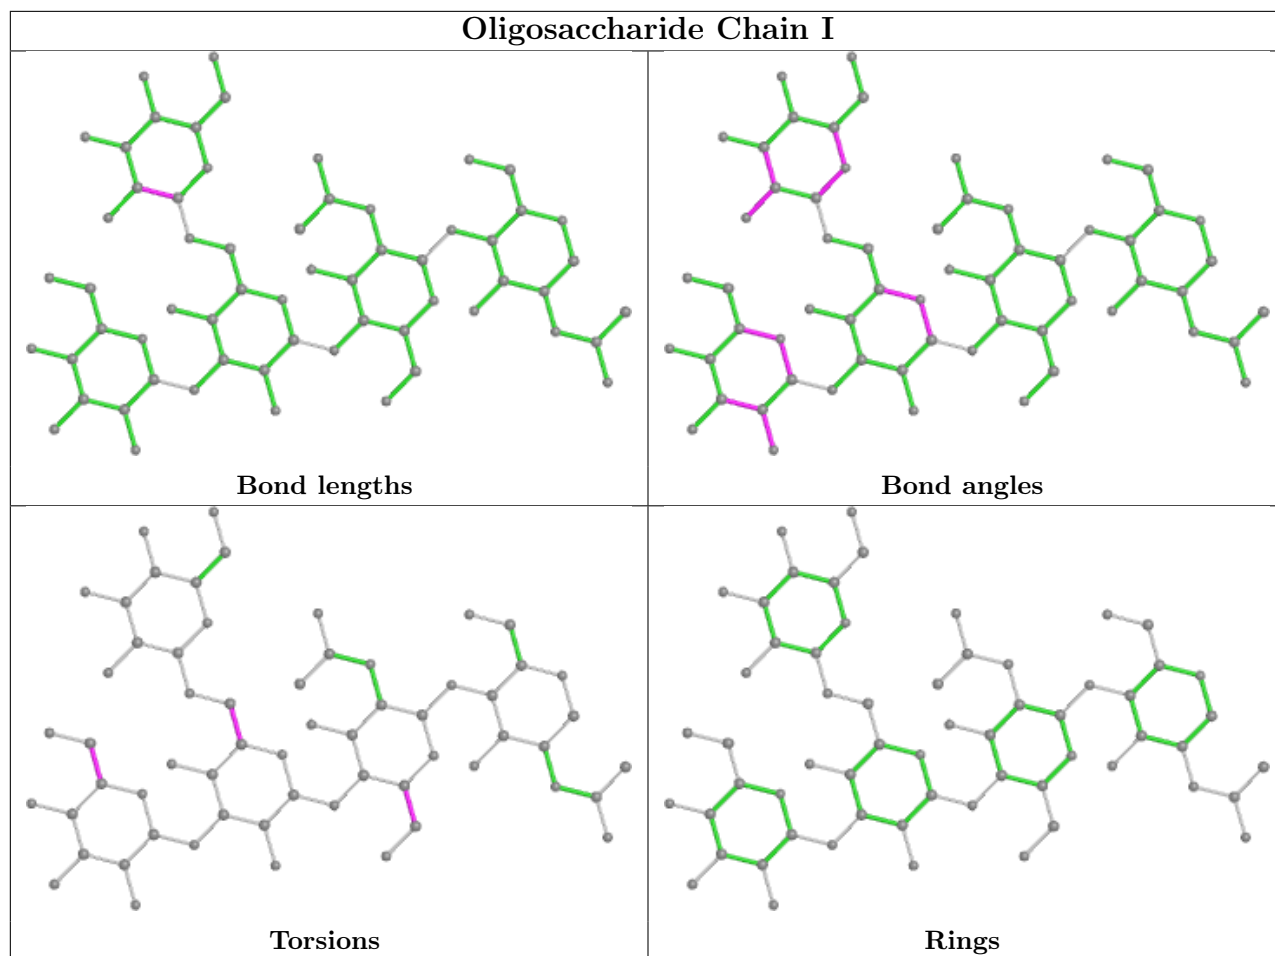 Oligosaccharide Chain I
Bond lengths
Bond angles
Torsions
Rings